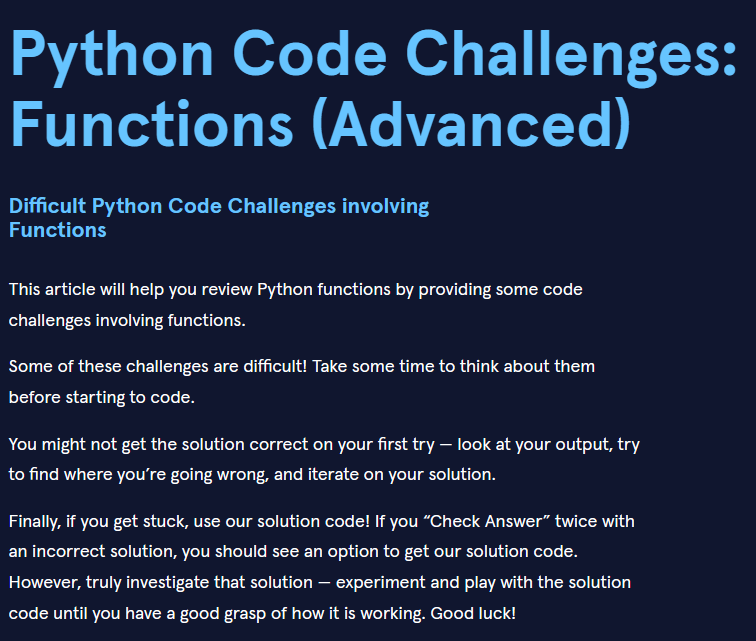 Python Code Challenges:
Functions (Advanced)
Difficult Python Code Challenges involving
Functions
This article will help you review Python functions by providing some code
challenges involving functions.
Some of these challenges are difficult! Take some time to think about them
before starting to code.
You might not get the solution correct on your first try — look at your output, try
to find where you’re going wrong, and iterate on your solution.
Finally, if you get stuck, use our solution code! If you “Check Answer” twice with
an incorrect solution, you should see an option to get our solution code.
However, truly investigate that solution — experiment and play with the solution
code until you have a good grasp of how it is working. Good luck!